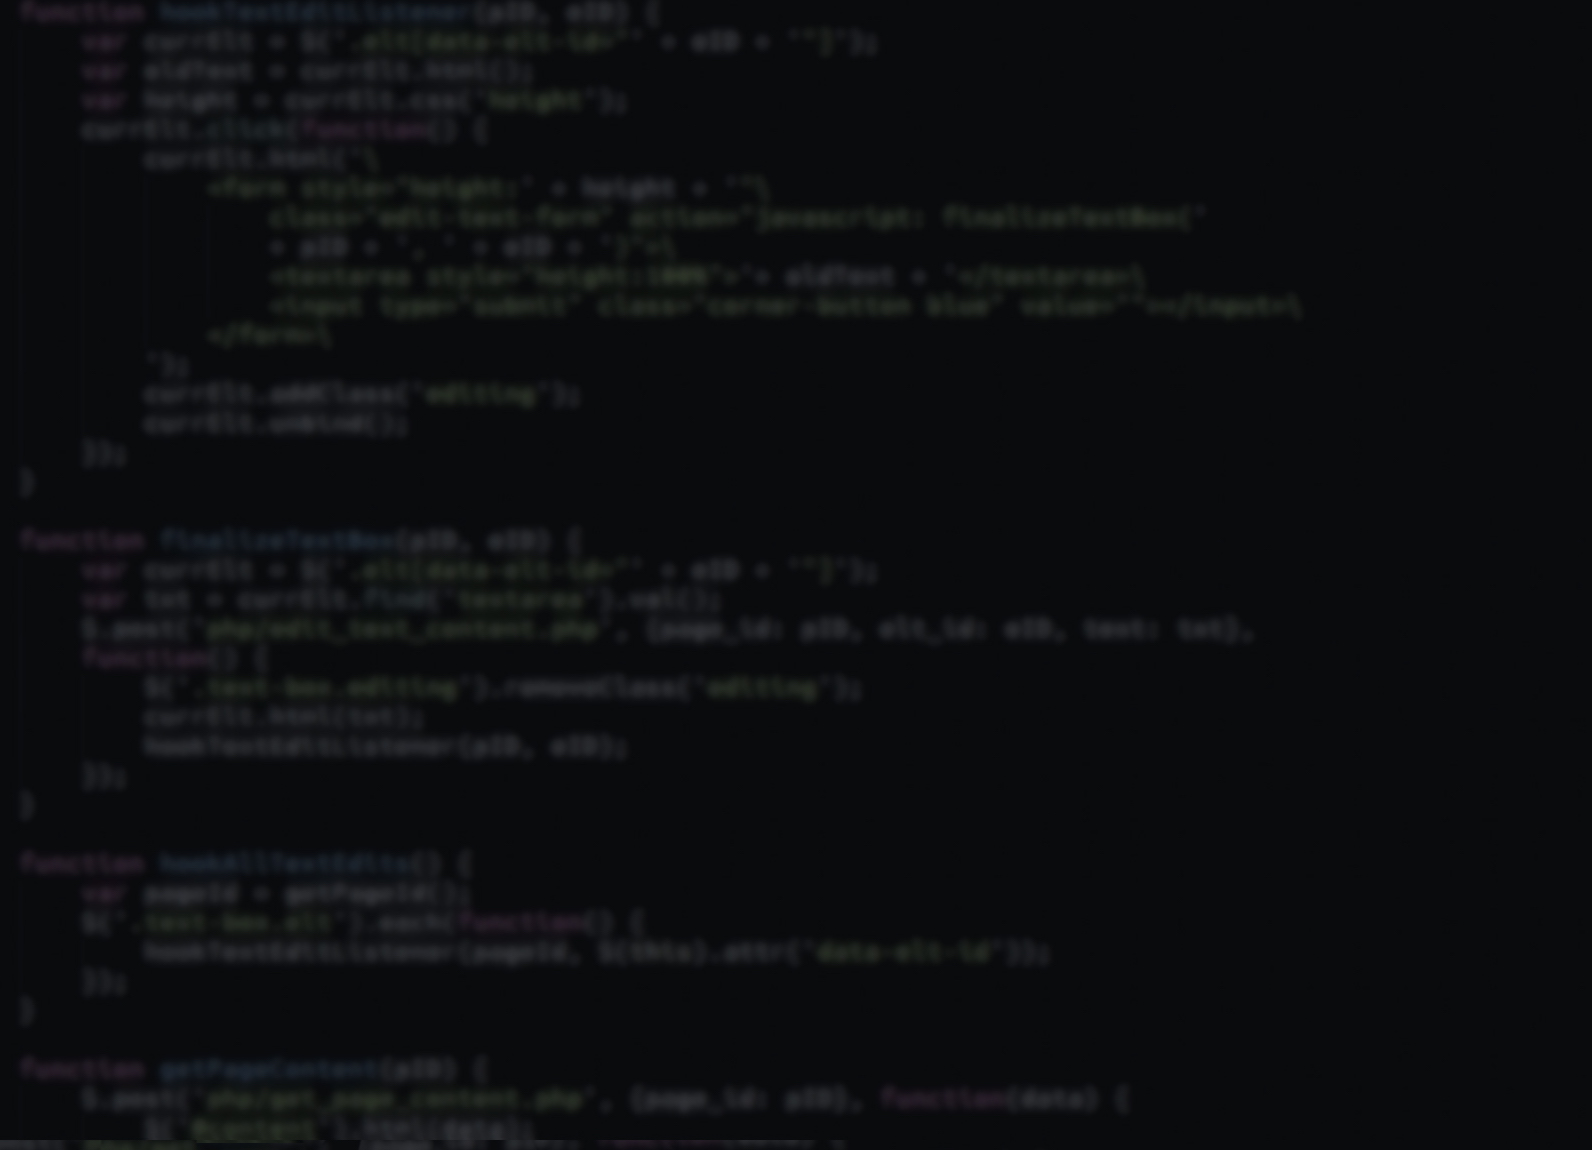 function hookTextEditListener(pID, eID) {
var currElt = $('.elt[data-elt-id="' + eID + '"]');
var oldText = currElt.html();
var height = currElt.css('height');
currElt.click(function() {
currElt.html('\
<form style="height:' + height + '"\
class="edit-text-form" action="javascript: finalizeTextBox('
+ pID + ', ' + eID + ')">\
<textarea style="height:100%">'+ oldText + '</textarea>\
<input type="submit" class="corner-button blue" value=""></input>\
</form>\
');
currElt.addClass('editing');
currElt.unbind();
});
}
function finalizeTextBox(pID, eID) {
var currElt = $('.elt[data-elt-id="' + eID + '"]');
var txt = currElt.find('textarea').val();
$.post('php/edit_text_content.php', {page_id: pID, elt_id: eID, text: txt},
function() {
$('.text-box.editing').removeClass('editing');
currElt.html(txt);
hookTextEditListener(pID, eID);
});
}
function hookAllTextEdits() {
var pageId = getPageId();
$('.text-box.elt').each(function() {
hookTextEditListener(pageId, $(this).attr('data-elt-id'));
});
}
function getPageContent(pID) {
$.post('php/get_page_content.php', {page_id: pID}, function(data) {
$('#content').html(data);